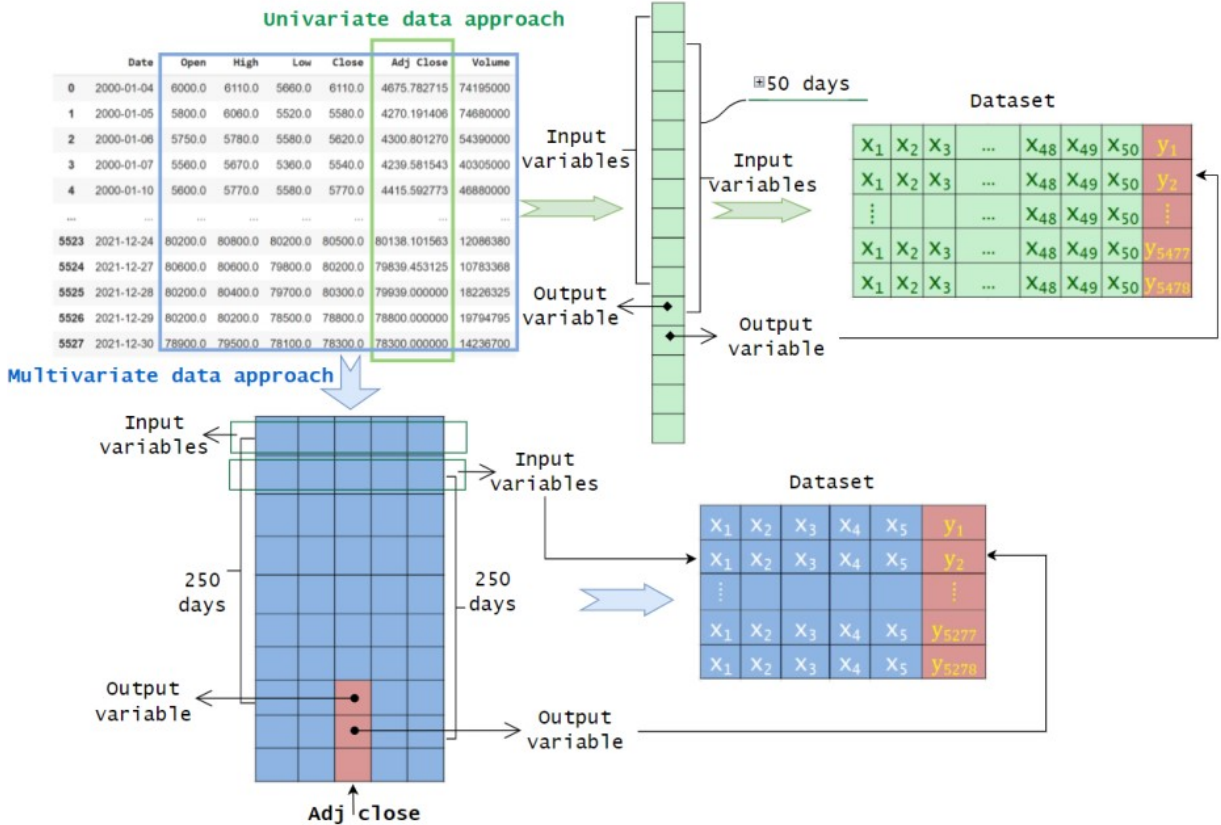 Univariate data approach
Date Open High Low Close Adj Close Volume
0 2000-01-04 6000.0 6110.0 5660.0 6110.0 4675.782715 74195000
1 2000-01-05 5800.0 6060.0 5520.0 5580.0 4270.191406 74680000
2 2000-01-06 5750.0 5780.0 5580.0 5620.0 4300.801270 54390000
3 2000-01-07 5560.0 5670.0 5360.0 5540.0 4239.581543 40305000
4 2000-01-10 5600.0 5770.0 5580.0 5770.0 4415.592773 46880000
... ... ... ... ... ... ... ...
5523 2021-12-24 80200.0 80800.0 80200.0 80500.0 80138.101563 12086380
5524 2021-12-27 80600.0 80600.0 79800.0 80200.0 79839.453125 10783368
5525 2021-12-28 80200.0 80400.0 79700.0 80300.0 79939.000000 18226325
5526 2021-12-29 80200.0 80200.0 78500.0 78800.0 78800.000000 19794795
5527 2021-12-30 78900.0 79500.0 78100.0 78300.0 78300.000000 14236700
Input
variables
50 days
Input
variables
Output
variable
Output
variable
Dataset
x₁ x₂ x₃ ... x₄₈ x₄₉ x₅₀ y₁
x₁ x₂ x₃ ... x₄₈ x₄₉ x₅₀ y₂
⋮ x₄₈ x₄₉ x₅₀ ⋮
x₁ x₂ x₃ ... x₄₈ x₄₉ x₅₀ y₅₄₇₇
x₁ x₂ x₃ ... x₄₈ x₄₉ x₅₀ y₅₄₇₈
Multivariate data approach
Input
variables
Input
variables
250
days
250
days
Output
variable
Output
variable
Adj close
Dataset
x₁ x₂ x₃ x₄ x₅ y₁
x₁ x₂ x₃ x₄ x₅ y₂
⋮ ⋮
x₁ x₂ x₃ x₄ x₅ y₅₂₇₇
x₁ x₂ x₃ x₄ x₅ y₅₂₇₈